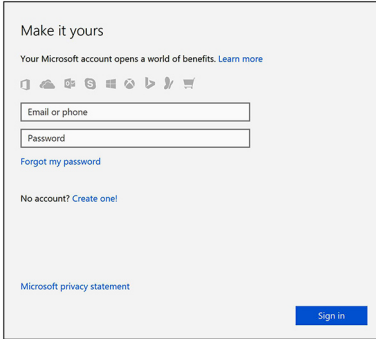 Make it yours
Your Microsoft account opens a world of benefits. Learn more
Email or phone
Password
Forgot my password
No account? Create one!
Microsoft privacy statement
Sign in